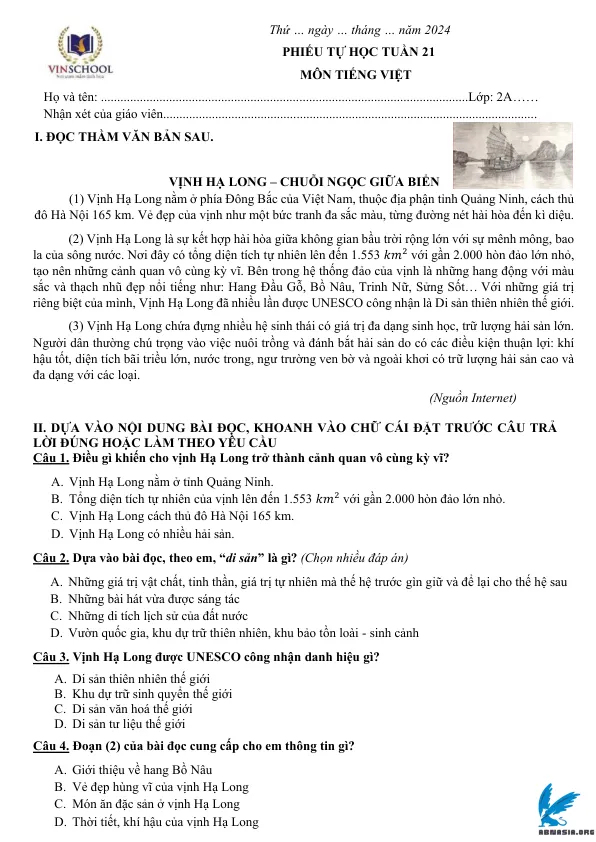 Thứ ... ngày ... tháng ... năm 2024
VINSCHOOL
PHIẾU TỰ HỌC TUẦN 21
MÔN TIẾNG VIỆT
Họ và tên: ..................................................................................................................Lớp: 2A……
Nhận xét của giáo viên...................................................................................................................
I. ĐỌC THẦM VĂN BẢN SAU.
VỊNH HẠ LONG – CHUỖI NGỌC GIỮA BIỂN
(1) Vịnh Hạ Long nằm ở phía Đông Bắc của Việt Nam, thuộc địa phận tỉnh Quảng Ninh, cách thủ
đô Hà Nội 165 km. Vẻ đẹp của vịnh như một bức tranh đa sắc màu, từng đường nét hài hòa đến kì diệu.
(2) Vịnh Hạ Long là sự kết hợp hài hòa giữa không gian bầu trời rộng lớn với sự mênh mông, bao
la của sông nước. Nơi đây có tổng diện tích tự nhiên lên đến 1.553 km² với gần 2.000 hòn đảo lớn nhỏ,
tạo nên những cảnh quan vô cùng kỳ vĩ. Bên trong hệ thống đảo của vịnh là những hang động với màu
sắc và thạch nhũ đẹp nổi tiếng như: Hang Đầu Gỗ, Bồ Nâu, Trinh Nữ, Sửng Sốt… Với những giá trị
riêng biệt của mình, Vịnh Hạ Long đã nhiều lần được UNESCO công nhận là Di sản thiên nhiên thế giới.
(3) Vịnh Hạ Long chứa đựng nhiều hệ sinh thái có giá trị đa dạng sinh học, trữ lượng hải sản lớn.
Người dân thường chú trọng vào việc nuôi trồng và đánh bắt hải sản do có các điều kiện thuận lợi: khí
hậu tốt, diện tích bãi triều lớn, nước trong, ngư trường ven bờ và ngoài khơi có trữ lượng hải sản cao và
đa dạng với các loại.
(Nguồn Internet)
II. DỰA VÀO NỘI DUNG BÀI ĐỌC, KHOANH VÀO CHỮ CÁI ĐẶT TRƯỚC CÂU TRẢ
LỜI ĐÚNG HOẶC LÀM THEO YÊU CẦU
Câu 1. Điều gì khiến cho vịnh Hạ Long trở thành cảnh quan vô cùng kỳ vĩ?
A. Vịnh Hạ Long nằm ở tỉnh Quảng Ninh.
B. Tổng diện tích tự nhiên của vịnh lên đến 1.553 km² với gần 2.000 hòn đảo lớn nhỏ.
C. Vịnh Hạ Long cách thủ đô Hà Nội 165 km.
D. Vịnh Hạ Long có nhiều hải sản.
Câu 2. Dựa vào bài đọc, theo em, “di sản” là gì? (Chọn nhiều đáp án)
A. Những giá trị vật chất, tinh thần, giá trị tự nhiên mà thế hệ trước gìn giữ và để lại cho thế hệ sau
B. Những bài hát vừa được sáng tác
C. Những di tích lịch sử của đất nước
D. Vườn quốc gia, khu dự trữ thiên nhiên, khu bảo tồn loài - sinh cảnh
Câu 3. Vịnh Hạ Long được UNESCO công nhận danh hiệu gì?
A. Di sản thiên nhiên thế giới
B. Khu dự trữ sinh quyển thế giới
C. Di sản văn hoá thế giới
D. Di sản tư liệu thế giới
Câu 4. Đoạn (2) của bài đọc cung cấp cho em thông tin gì?
A. Giới thiệu về hang Bồ Nâu
B. Vẻ đẹp hùng vĩ của vịnh Hạ Long
C. Món ăn đặc sản ở vịnh Hạ Long
D. Thời tiết, khí hậu của vịnh Hạ Long
ABNASIA.ORG